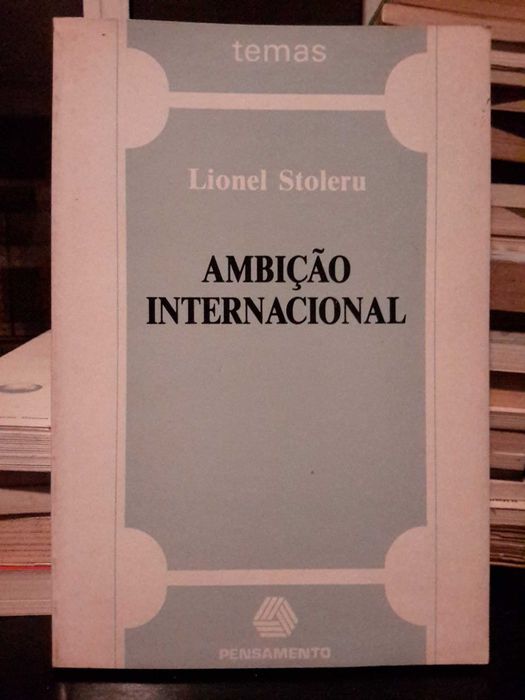 temas
Lionel Stoleru
AMBIÇÃO
INTERNACIONAL
PENSAMENTO